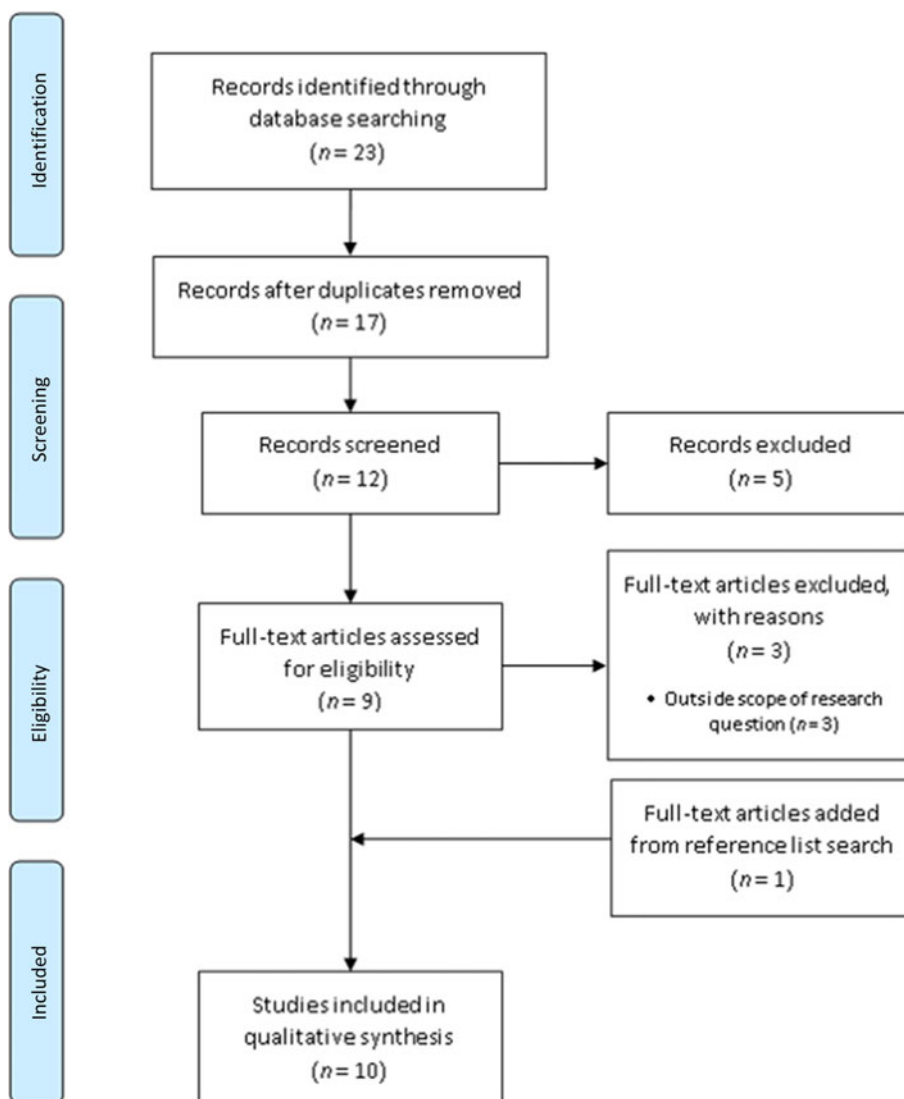 Identification
Records identified through
database searching
(n = 23)
Records after duplicates removed
(n = 17)
Screening
Records screened
(n = 12)
Records excluded
(n = 5)
Eligibility
Full-text articles assessed
for eligibility
(n = 9)
Full-text articles excluded,
with reasons
(n = 3)
• Outside scope of research
question (n = 3)
Full-text articles added
from reference list search
(n = 1)
Included
Studies included in
qualitative synthesis
(n = 10)